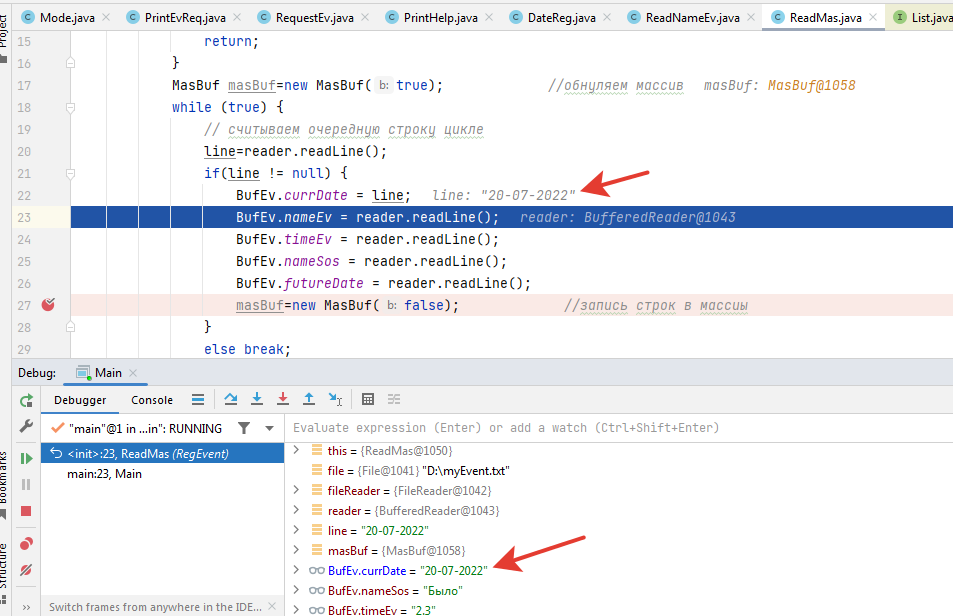 Mode.java PrintEvReq.java RequestEv.java PrintHelp.java DateReg.java ReadNameEv.java ReadMas.java List.java
Project
15 return;
16 }
17 MasBuf masBuf=new MasBuf( b: true); //обнуляем массив masBuf: MasBuf@1058
18 while (true) {
19 // считываем очередную строку цикле
20 line=reader.readLine();
21 if(line != null) {
22 BufEv.currDate = line; line: "20-07-2022"
23 BufEv.nameEv = reader.readLine(); reader: BufferedReader@1043
24 BufEv.timeEv = reader.readLine();
25 BufEv.nameSos = reader.readLine();
26 BufEv.futureDate = reader.readLine();
27 masBuf=new MasBuf( b: false); //запись строк в массиы
28 }
29 else break;
Debug: Main
Debugger Console
"main"@1 in ...in": RUNNING
Evaluate expression (Enter) or add a watch (Ctrl+Shift+Enter)
<init>:23, ReadMas (RegEvent)
main:23, Main
this = {ReadMas@1050}
file = {File@1041} "D:\myEvent.txt"
fileReader = {FileReader@1042}
reader = {BufferedReader@1043}
line = "20-07-2022"
masBuf = {MasBuf@1058}
BufEv.currDate = "20-07-2022"
BufEv.nameSos = "Было"
BufEv.timeEv = "2.3"
Bookmarks
Structure
Switch frames from anywhere in the IDE...